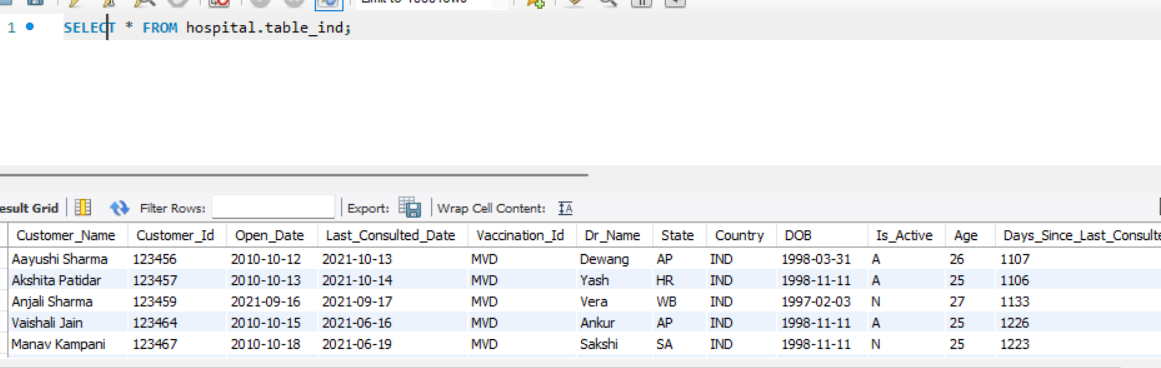 1 SELECT * FROM hospital.table_ind;
Result Grid Filter Rows: Export: Wrap Cell Content:
Customer_Name Customer_Id Open_Date Last_Consulted_Date Vaccination_Id Dr_Name State Country DOB Is_Active Age Days_Since_Last_Consulte
Aayushi Sharma 123456 2010-10-12 2021-10-13 MVD Dewang AP IND 1998-03-31 A 26 1107
Akshita Patidar 123457 2010-10-13 2021-10-14 MVD Yash HR IND 1998-11-11 A 25 1106
Anjali Sharma 123459 2021-09-16 2021-09-17 MVD Vera WB IND 1997-02-03 N 27 1133
Vaishali Jain 123464 2010-10-15 2021-06-16 MVD Ankur AP IND 1998-11-11 A 25 1226
Manav Kampani 123467 2010-10-18 2021-06-19 MVD Sakshi SA IND 1998-11-11 N 25 1223